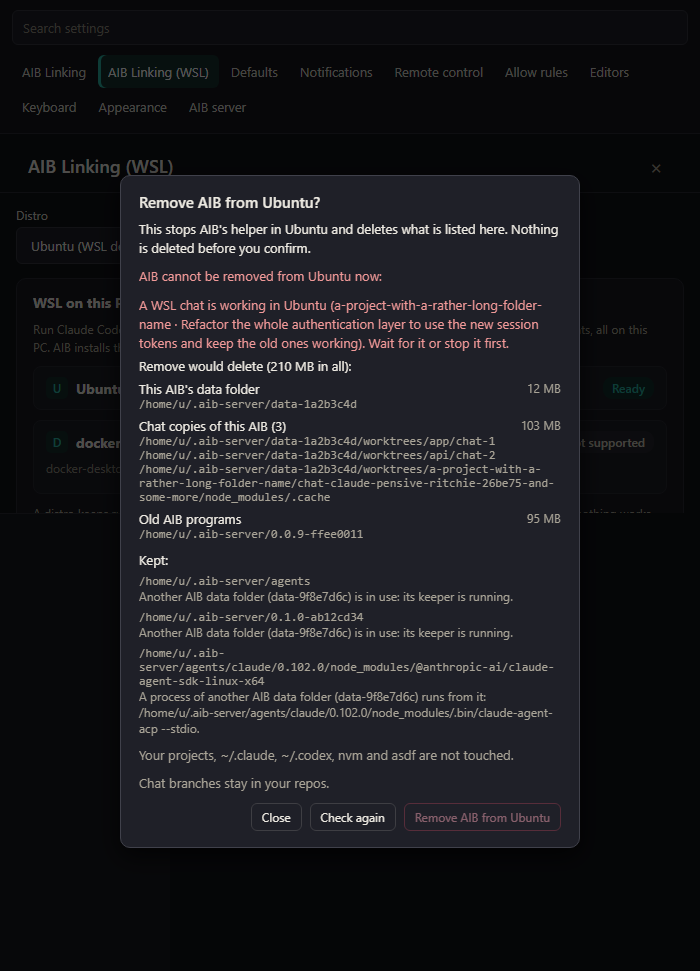 Search settings
AIB Linking
AIB Linking (WSL)
Defaults
Notifications
Remote control
Allow rules
Editors
Keyboard
Appearance
AIB server
AIB Linking (WSL)
Distro
Ubuntu (WSL de
WSL on this P
Run Claude Cod
PC. AIB installs th
ts, all on this
U Ubuntu
Ready
D docker
t supported
docker-deskto
Remove AIB from Ubuntu?
This stops AIB's helper in Ubuntu and deletes what is listed here. Nothing
is deleted before you confirm.
AIB cannot be removed from Ubuntu now:
A WSL chat is working in Ubuntu (a-project-with-a-rather-long-folder-
name · Refactor the whole authentication layer to use the new session
tokens and keep the old ones working). Wait for it or stop it first.
Remove would delete (210 MB in all):
This AIB's data folder 12 MB
/home/u/.aib-server/data-1a2b3c4d
Chat copies of this AIB (3) 103 MB
/home/u/.aib-server/data-1a2b3c4d/worktrees/app/chat-1
/home/u/.aib-server/data-1a2b3c4d/worktrees/api/chat-2
/home/u/.aib-server/data-1a2b3c4d/worktrees/a-project-with-a-
rather-long-folder-name/chat-claude-pensive-ritchie-26be75-and-
some-more/node_modules/.cache
Old AIB programs 95 MB
/home/u/.aib-server/0.0.9-ffee0011
Kept:
/home/u/.aib-server/agents
Another AIB data folder (data-9f8e7d6c) is in use: its keeper is running.
/home/u/.aib-server/0.1.0-ab12cd34
Another AIB data folder (data-9f8e7d6c) is in use: its keeper is running.
/home/u/.aib-
server/agents/claude/0.102.0/node_modules/@anthropic-ai/claude-
agent-sdk-linux-x64
A process of another AIB data folder (data-9f8e7d6c) runs from it:
/home/u/.aib-server/agents/claude/0.102.0/node_modules/.bin/claude-agent-
acp --stdio.
Your projects, ~/.claude, ~/.codex, nvm and asdf are not touched.
Chat branches stay in your repos.
Close
Check again
Remove AIB from Ubuntu